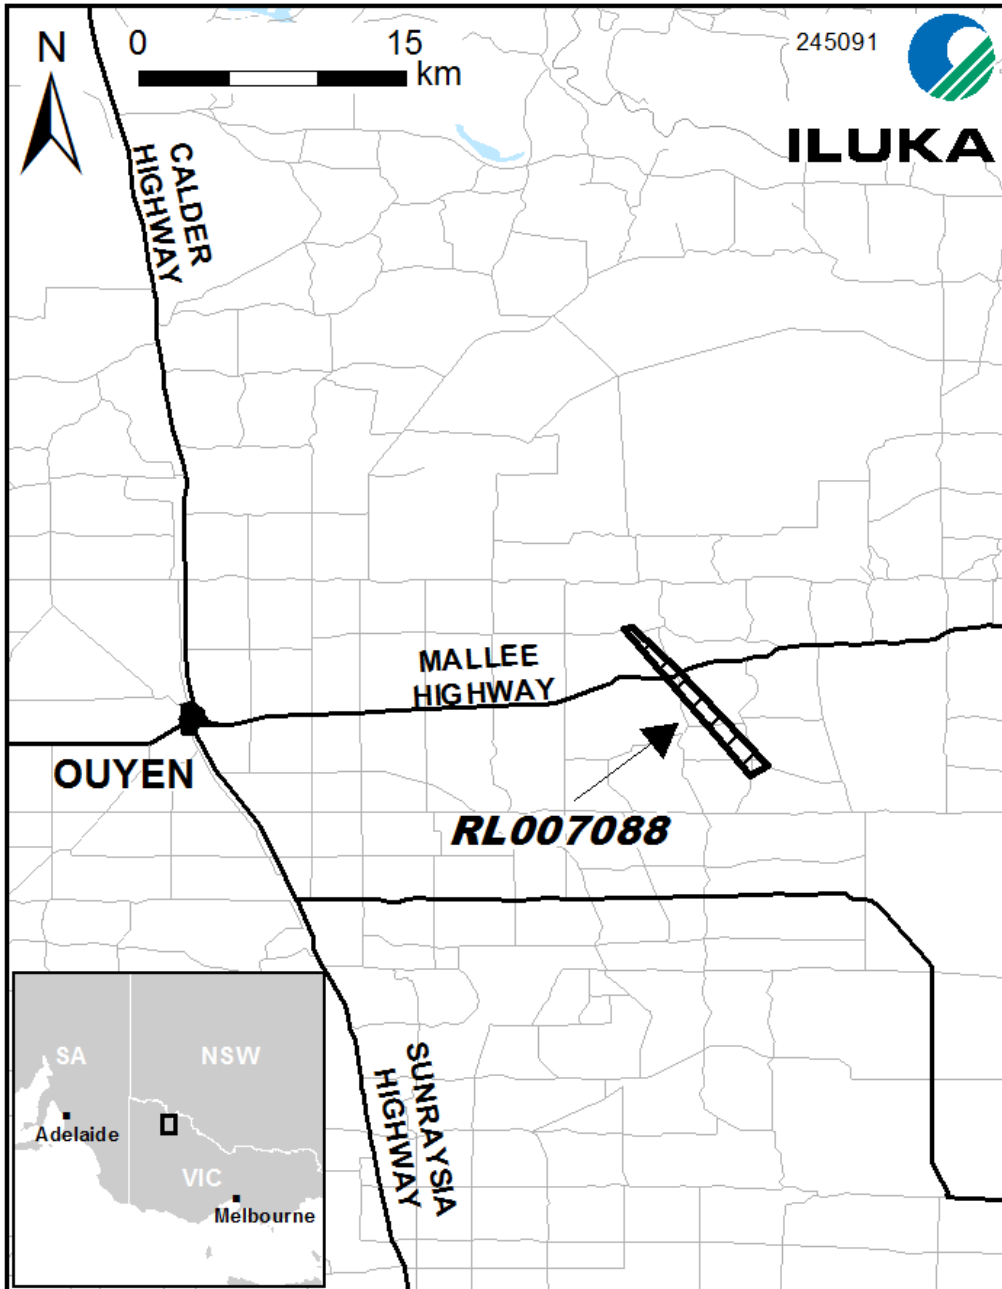 N
0 15
km
245091
ILUKA
CALDER
HIGHWAY
MALLEE
HIGHWAY
OUYEN
RL007088
SUNRAYSIA
HIGHWAY
SA
NSW
Adelaide
VIC
Melbourne